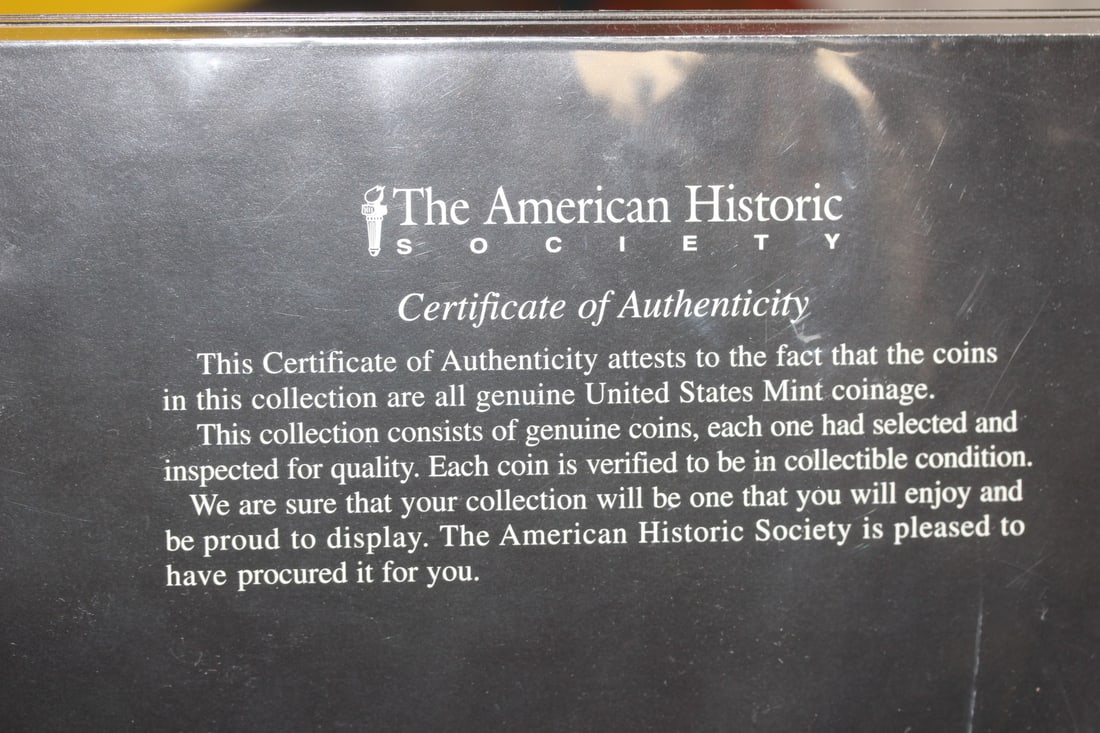 The American Historic
SOCIETY
Certificate of Authenticity
This Certificate of Authenticity attests to the fact that the coins
in this collection are all genuine United States Mint coinage.
This collection consists of genuine coins, each one had selected and
inspected for quality. Each coin is verified to be in collectible condition.
We are sure that your collection will be one that you will enjoy and
be proud to display. The American Historic Society is pleased to
have procured it for you.